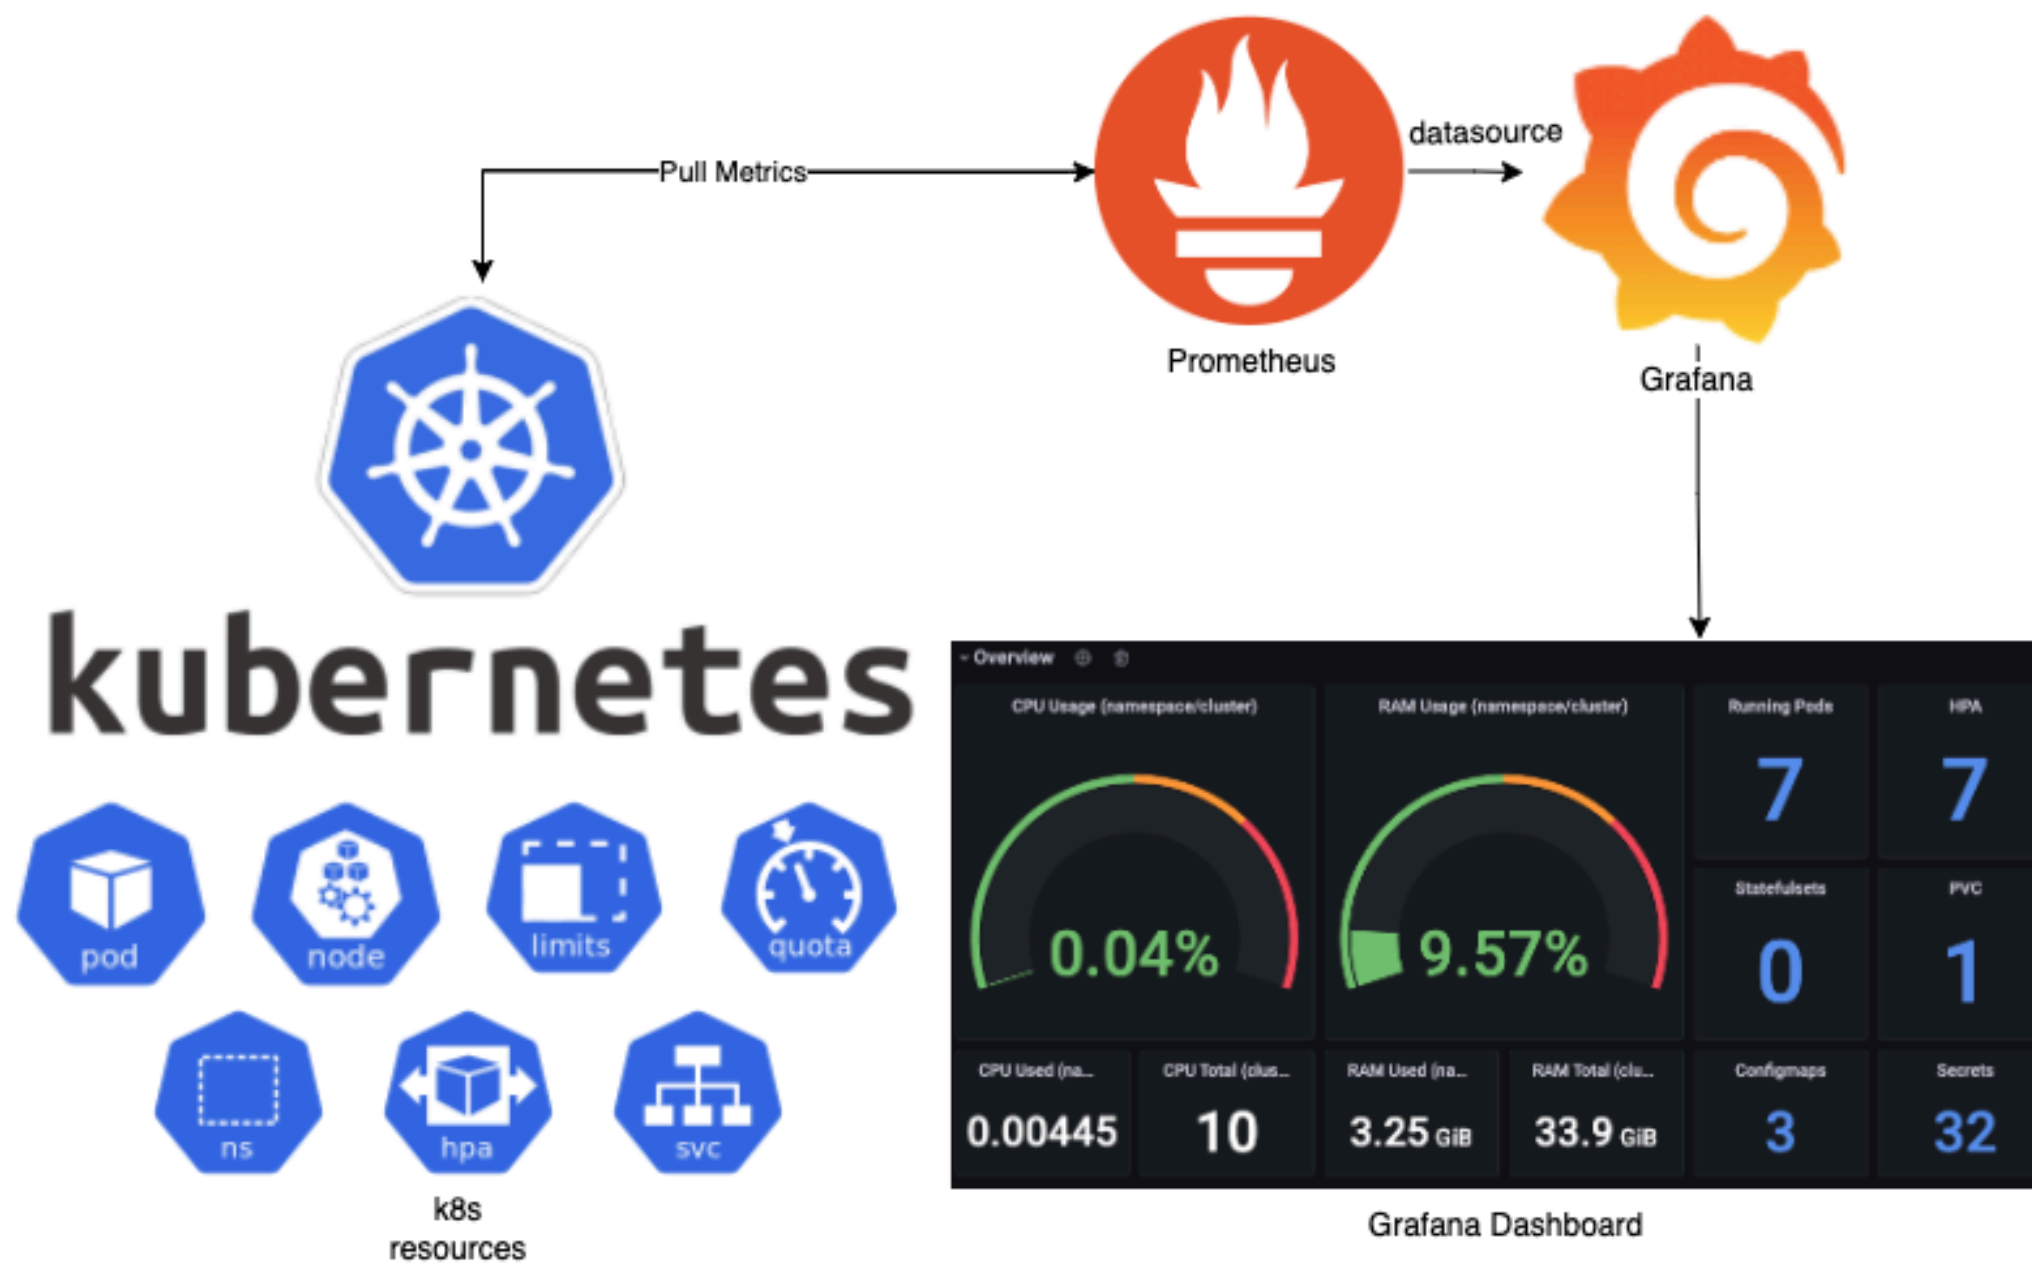 Pull Metrics
datasource
Prometheus
Grafana
kubernetes
pod
node
limits
quota
ns
hpa
svc
k8s
resources
Overview
CPU Usage (namespace/cluster)
RAM Usage (namespace/cluster)
Running Pods
HPA
7
7
0.04%
9.57%
Statefulsets
PVC
0
1
CPU Used (na...
CPU Total (clus...
RAM Used (na...
RAM Total (clu...
Configmaps
Secrets
0.00445
10
3.25 GiB
33.9 GiB
3
32
Grafana Dashboard